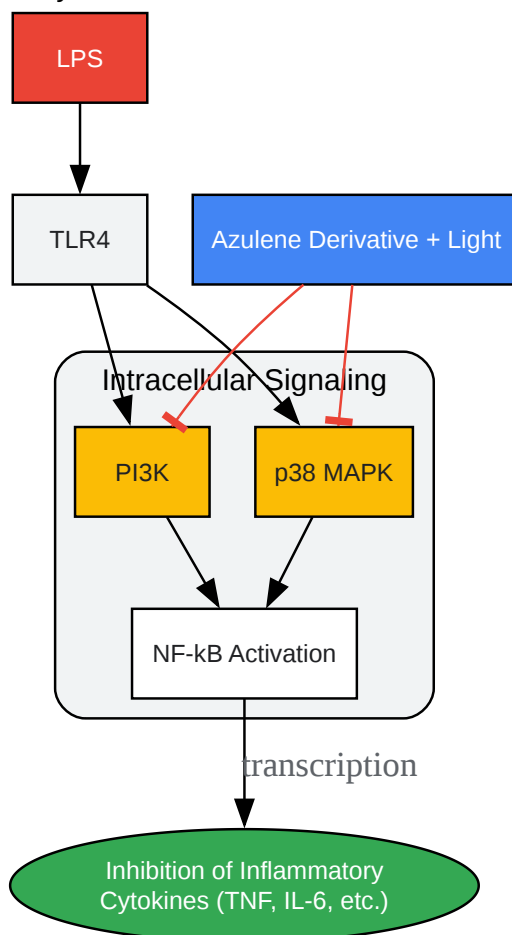 LPS
TLR4
Azulene Derivative + Light
Intracellular Signaling
PI3K
p38 MAPK
NF-kB Activation
transcription
Inhibition of Inflammatory
Cytokines (TNF, IL-6, etc.)